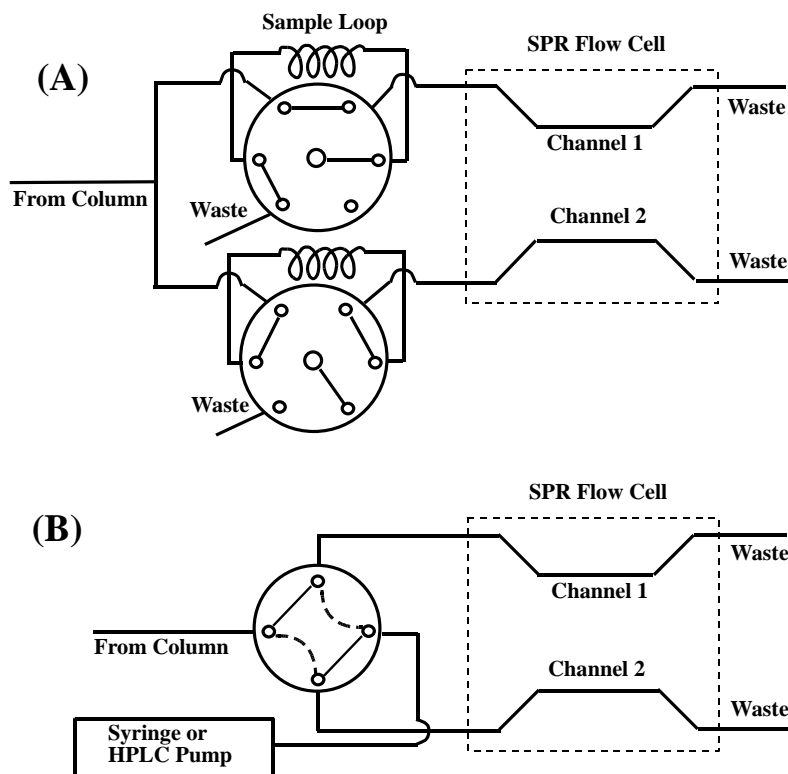 Sample Loop
SPR Flow Cell
(A)
Waste
Channel 1
From Column
Waste
Channel 2
Waste
Waste
SPR Flow Cell
(B)
Waste
Channel 1
From Column
Channel 2
Waste
Syringe or
HPLC Pump